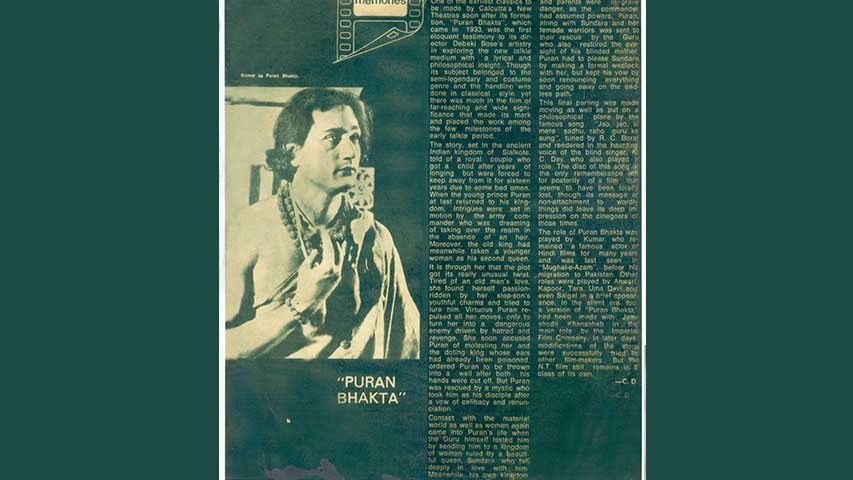 memories
Kumar as Puran Bhakta.
"PURAN
BHAKTA"
One of the earliest classics to
be made by Calcutta's New
Theatres soon after its forma-
tion, "Puran Bhakta", which
came in 1933, was the first
eloquent testimony to its dir-
ector Debaki Bose's artistry
in exploring the new talkie
medium with a lyrical and
philosophical insight. Though
its subject belonged to the
semi-legendary and costume
genre and the handling was
done in classical style, yet
there was much in the film of
far-reaching and wide signi-
ficance that made its mark
and placed the work among
the few milestones of the
early talkie period.
The story, set in the ancient
Indian kingdom of Sialkote,
told of a royal couple who
got a child after years of
longing but were forced to
keep away from it for sixteen
years due to some bad omen.
When the young prince Puran
at last returned to his king-
dom, intrigues were set in
motion by the army com-
mander who was dreaming
of taking over the realm in
the absence of an heir.
Moreover, the old king had
meanwhile taken a younger
woman as his second queen.
It is through her that the plot
got its really unusual twist.
Tired of an old man's love,
she found herself passion-
ridden by her step-son's
youthful charms and tried to
lure him. Virtuous Puran re-
pulsed all her moves, only to
turn her into a dangerous
enemy driven by hatred and
revenge. She soon accused
Puran of molesting her and
the doting king whose ears
had already been poisoned,
ordered Puran to be thrown
into a well after both his
hands were cut off. But Puran
was rescued by a mystic who
took him as his disciple after
a vow of celibacy and renun-
ciation.
Contact with the material
world as well as women again
came into Puran's life when
the Guru himself tested him
by sending him to a kingdom
of women ruled by a beauti-
ful queen, Sundara who fell
deeply in love with him.
Meanwhile, his own kingdom
and parents were in grave
danger, as the commander
had assumed powers. Puran,
along with Sundara and her
femade warriors was sent to
their rescue by the Guru
who also restored the eye-
sight of his blinded mother.
Puran had to please Sundara
by making a formal wedlock
with her, but kept his vow by
soon renouncing everything
and going away on the end-
less path.
This final parting was made
moving as well as put on a
philosophical plane by the
famous song "Jao, jao, ai
mere sadhu, raho guru ke
sung", tuned by R. C. Boral
and rendered in the haunting
voice of the blind singer, K.
C. Dey, who also played a
role. The disc of this song is
the only rememberance left
for posterity of a film that
seems to have been totally
lost, though its message of
non-attachment to wordly
things did leave its deep im-
pression on the cinegoers of
those times.
The role of Puran Bhakta was
played by Kumar who re-
mained a famous actor of
Hindi films for many years
and was last seen in
"Mughal-e-Azam", before his
migration to Pakistan. Other
roles were played by Anwari,
Kapoor, Tara, Uma Devi and
even Saigal in a brief appear-
ance. In the silent era, too,
a version of "Puran Bhakta"
had been made with Jam-
shedji Khansaheb in the
main role by the Imperial
Film Company. In later days,
modifications of the story
were successfully tried by
other film-makers. But the
N.T. film still remains in a
class of its own.
—C. D.